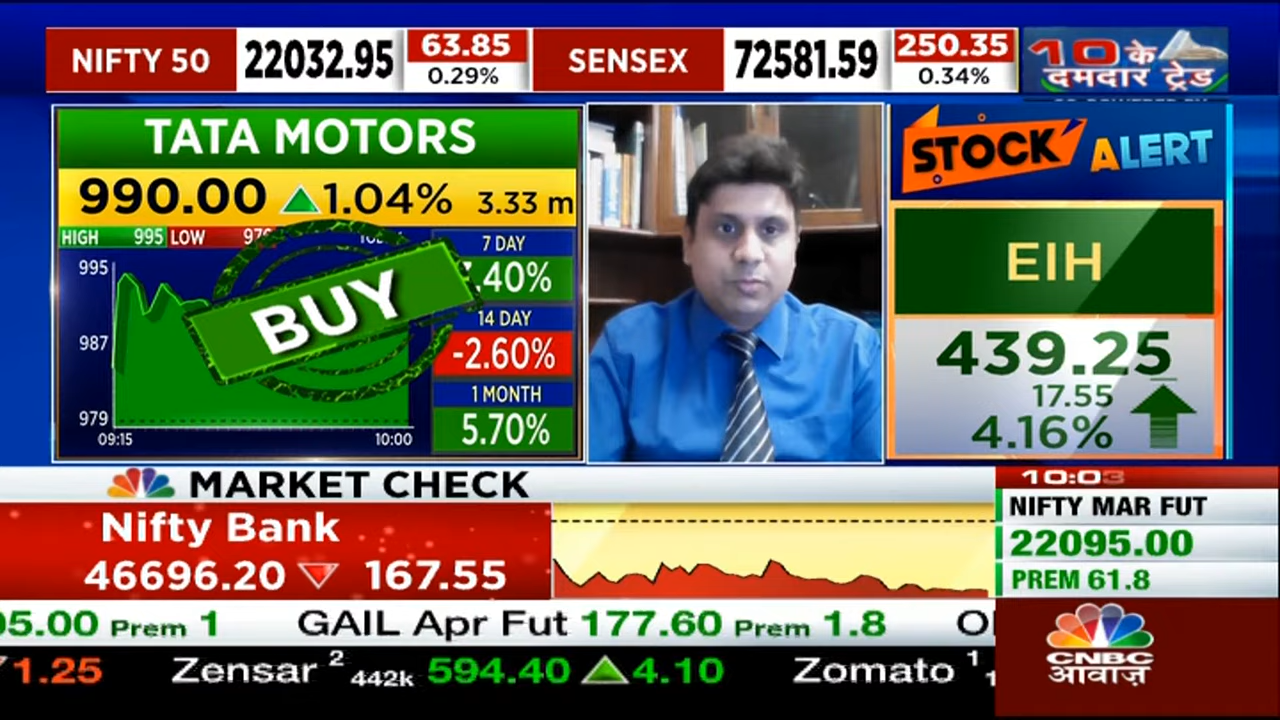 NIFTY 50 22032.95 63.85 0.29% SENSEX 72581.59 250.35 0.34%
10 के
दमदार ट्रेड
TATA MOTORS
990.00 ▲1.04% 3.33 m
HIGH 995 LOW
7 DAY
.40%
14 DAY
-2.60%
1 MONTH
5.70%
995
987
979
09:15 10:00
BUY
STOCK ALERT
EIH
439.25
17.55
4.16%
MARKET CHECK
Nifty Bank
46696.20 ▼ 167.55
10:03
NIFTY MAR FUT
22095.00
PREM 61.8
5.00 Prem 1 GAIL Apr Fut 177.60 Prem 1.8
1.25 Zensar 2 442k 594.40 ▲4.10 Zomato 1
CNBC
आवाज़